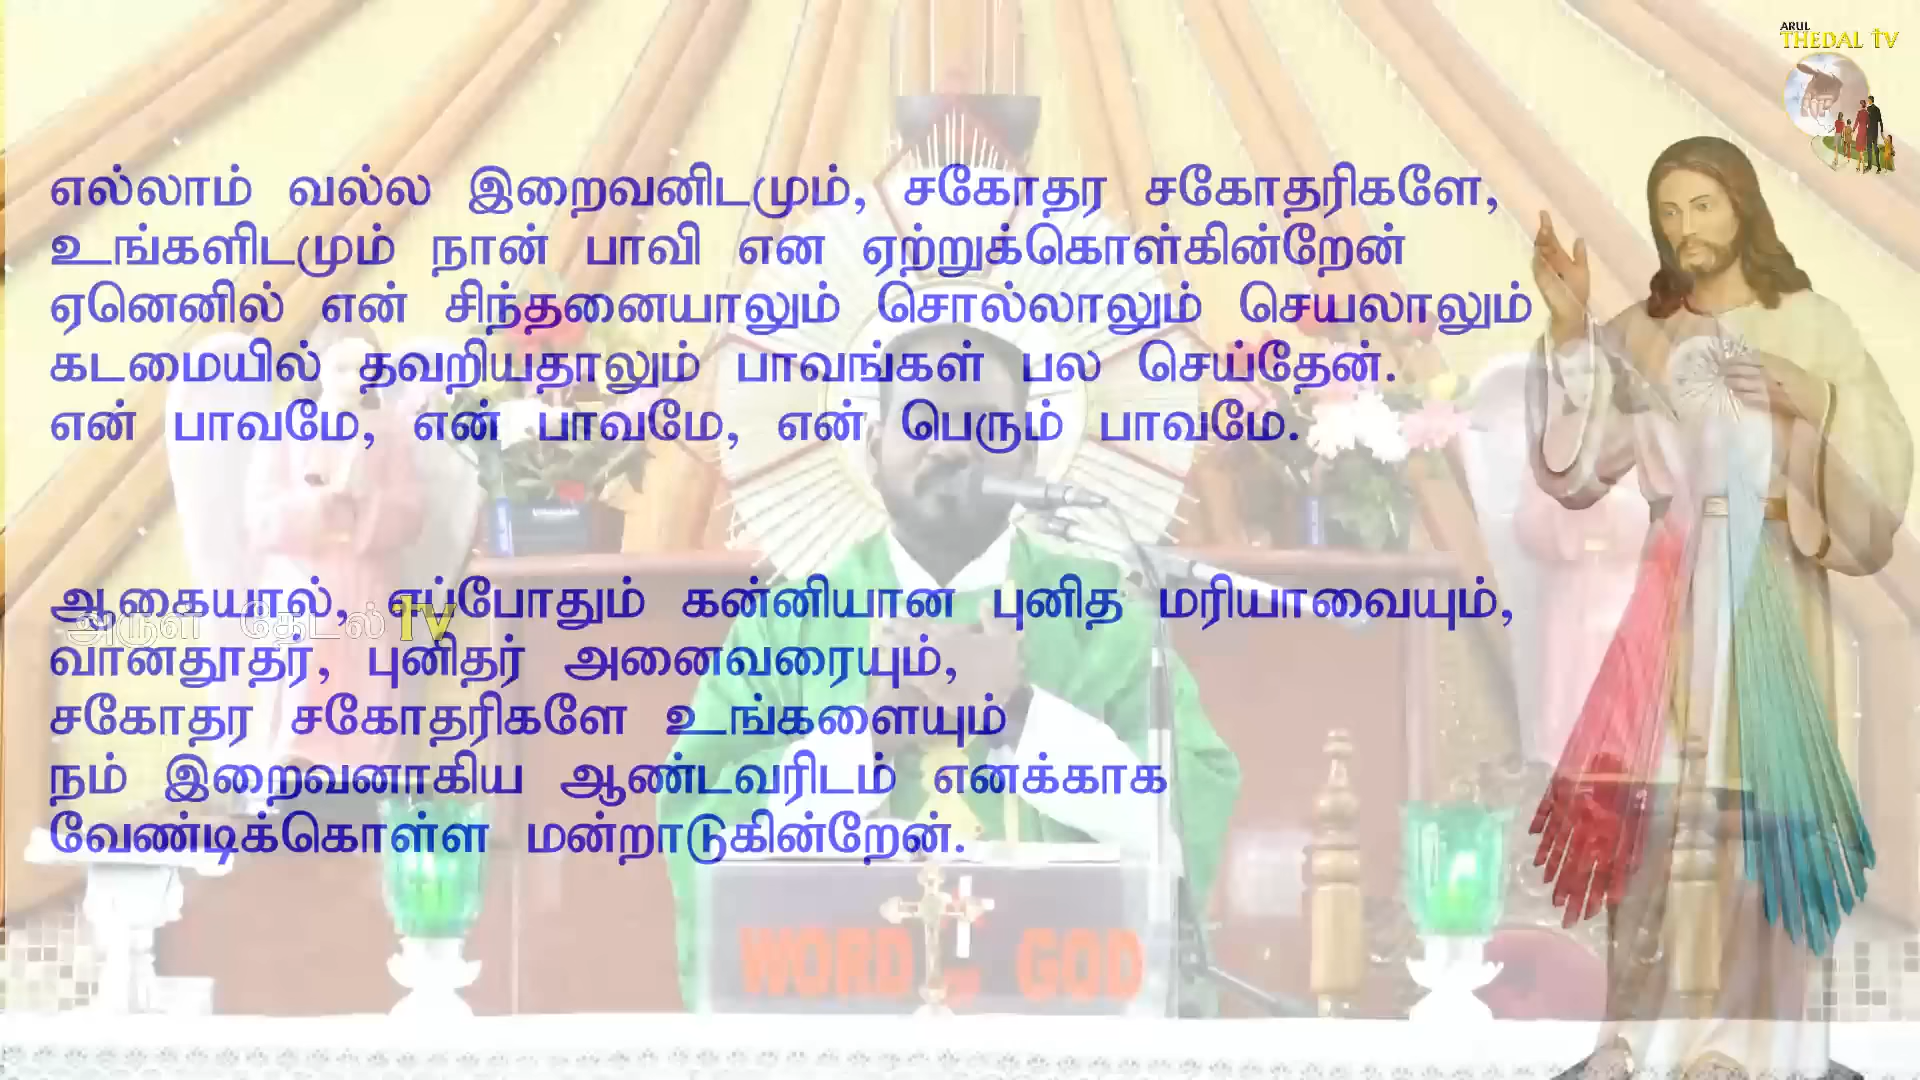 ARUL
THEDAL TV
எல்லாம் வல்ல இறைவனிடமும், சகோதர சகோதரிகளே,
உங்களிடமும் நான் பாவி என ஏற்றுக்கொள்கின்றேன்
ஏனெனில் என் சிந்தனையாலும் சொல்லாலும் செயலாலும்
கடமையில் தவறியதாலும் பாவங்கள் பல செய்தேன்.
என் பாவமே, என் பாவமே, என் பெரும் பாவமே.
ஆகையால், எப்போதும் கன்னியான புனித மரியாவையும்,
அருள் தேடல் TV
வானதூதர், புனிதர் அனைவரையும்,
சகோதர சகோதரிகளே உங்களையும்
நம் இறைவனாகிய ஆண்டவரிடம் எனக்காக
வேண்டிக்கொள்ள மன்றாடுகின்றேன்.
WORD GOD